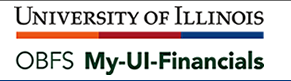 UNIVERSITY OF ILLINOIS
OBFS My-UI-Financials